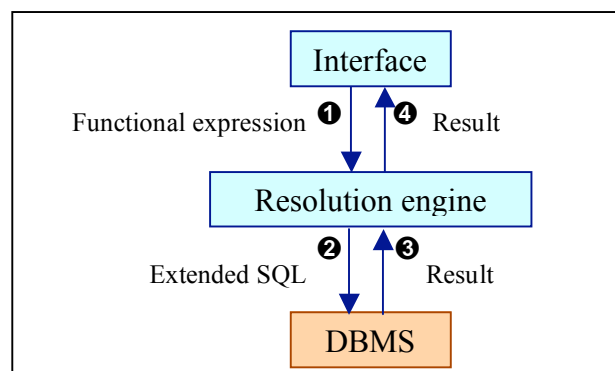 Interface
Functional expression ❶ ❹ Result
Resolution engine
❷ ❸
Extended SQL Result
DBMS